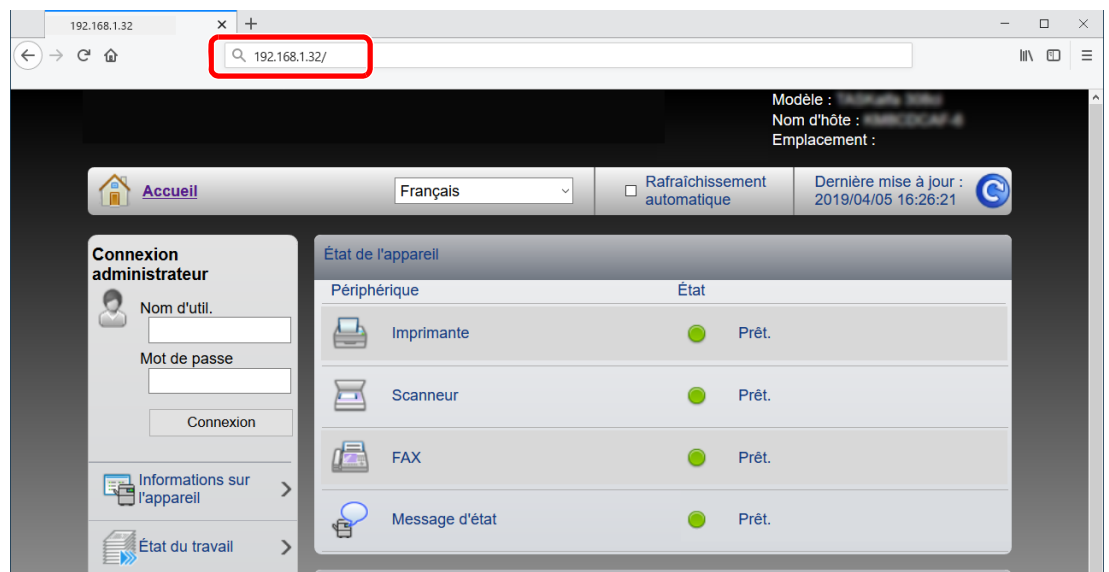 192.168.1.32
192.168.1.32/
Modèle :
Nom d'hôte :
Emplacement :
Accueil
Français
Rafraîchissement
automatique
Dernière mise à jour :
2019/04/05 16:26:21
Connexion
administrateur
Nom d'util.
Mot de passe
Connexion
Informations sur
l'appareil
État du travail
État de l'appareil
Périphérique État
Imprimante Prêt.
Scanneur Prêt.
FAX Prêt.
Message d'état Prêt.